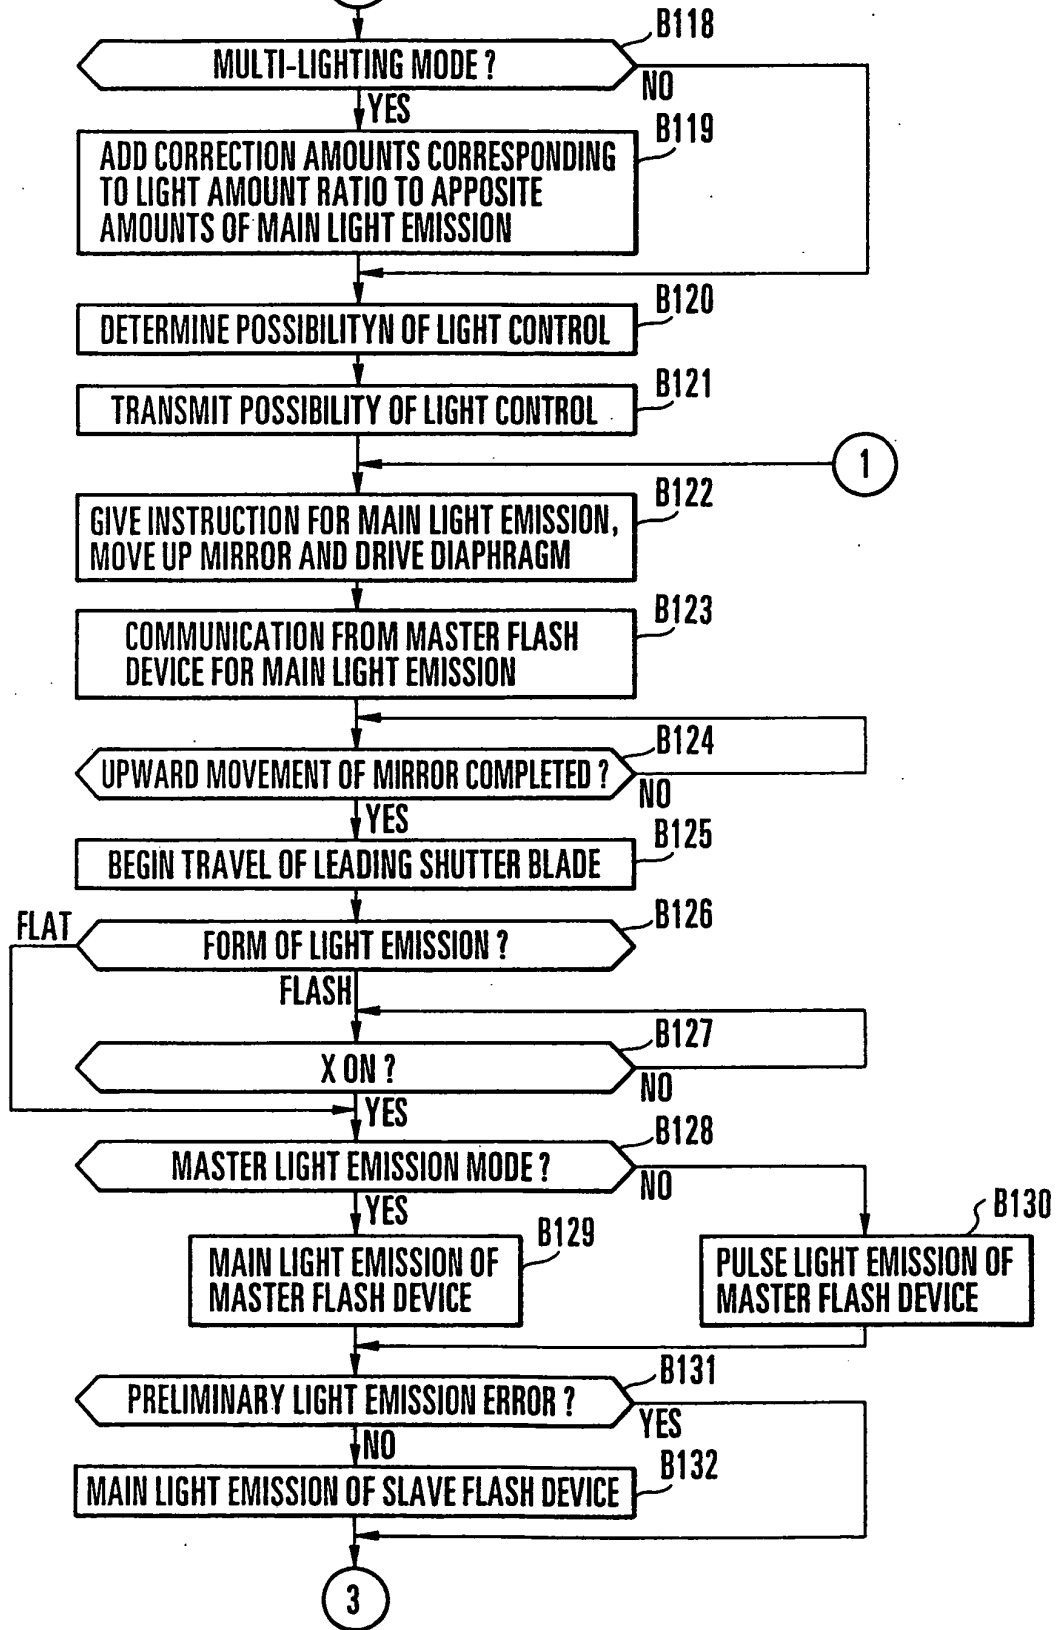 B118
MULTI-LIGHTING MODE ?
NO
YES
B119
ADD CORRECTION AMOUNTS CORRESPONDING
TO LIGHT AMOUNT RATIO TO APPOSITE
AMOUNTS OF MAIN LIGHT EMISSION
B120
DETERMINE POSSIBILITYN OF LIGHT CONTROL
B121
TRANSMIT POSSIBILITY OF LIGHT CONTROL
1
B122
GIVE INSTRUCTION FOR MAIN LIGHT EMISSION,
MOVE UP MIRROR AND DRIVE DIAPHRAGM
B123
COMMUNICATION FROM MASTER FLASH
DEVICE FOR MAIN LIGHT EMISSION
B124
UPWARD MOVEMENT OF MIRROR COMPLETED ?
NO
YES
B125
BEGIN TRAVEL OF LEADING SHUTTER BLADE
B126
FLAT
FORM OF LIGHT EMISSION ?
FLASH
B127
X ON ?
NO
YES
B128
MASTER LIGHT EMISSION MODE ?
NO
YES
B129
B130
MAIN LIGHT EMISSION OF
MASTER FLASH DEVICE
PULSE LIGHT EMISSION OF
MASTER FLASH DEVICE
B131
PRELIMINARY LIGHT EMISSION ERROR ?
YES
NO
B132
MAIN LIGHT EMISSION OF SLAVE FLASH DEVICE
3